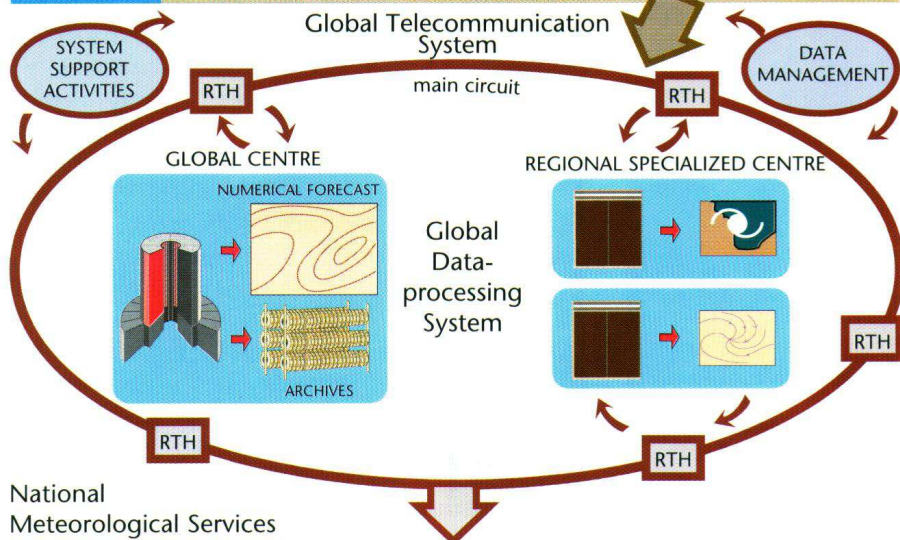 Global Telecommunication
System
main circuit
SYSTEM
SUPPORT
ACTIVITIES
DATA
MANAGEMENT
RTH
RTH
GLOBAL CENTRE
NUMERICAL FORECAST
ARCHIVES
REGIONAL SPECIALIZED CENTRE
Global
Data-
processing
System
RTH
RTH
RTH
National
Meteorological Services